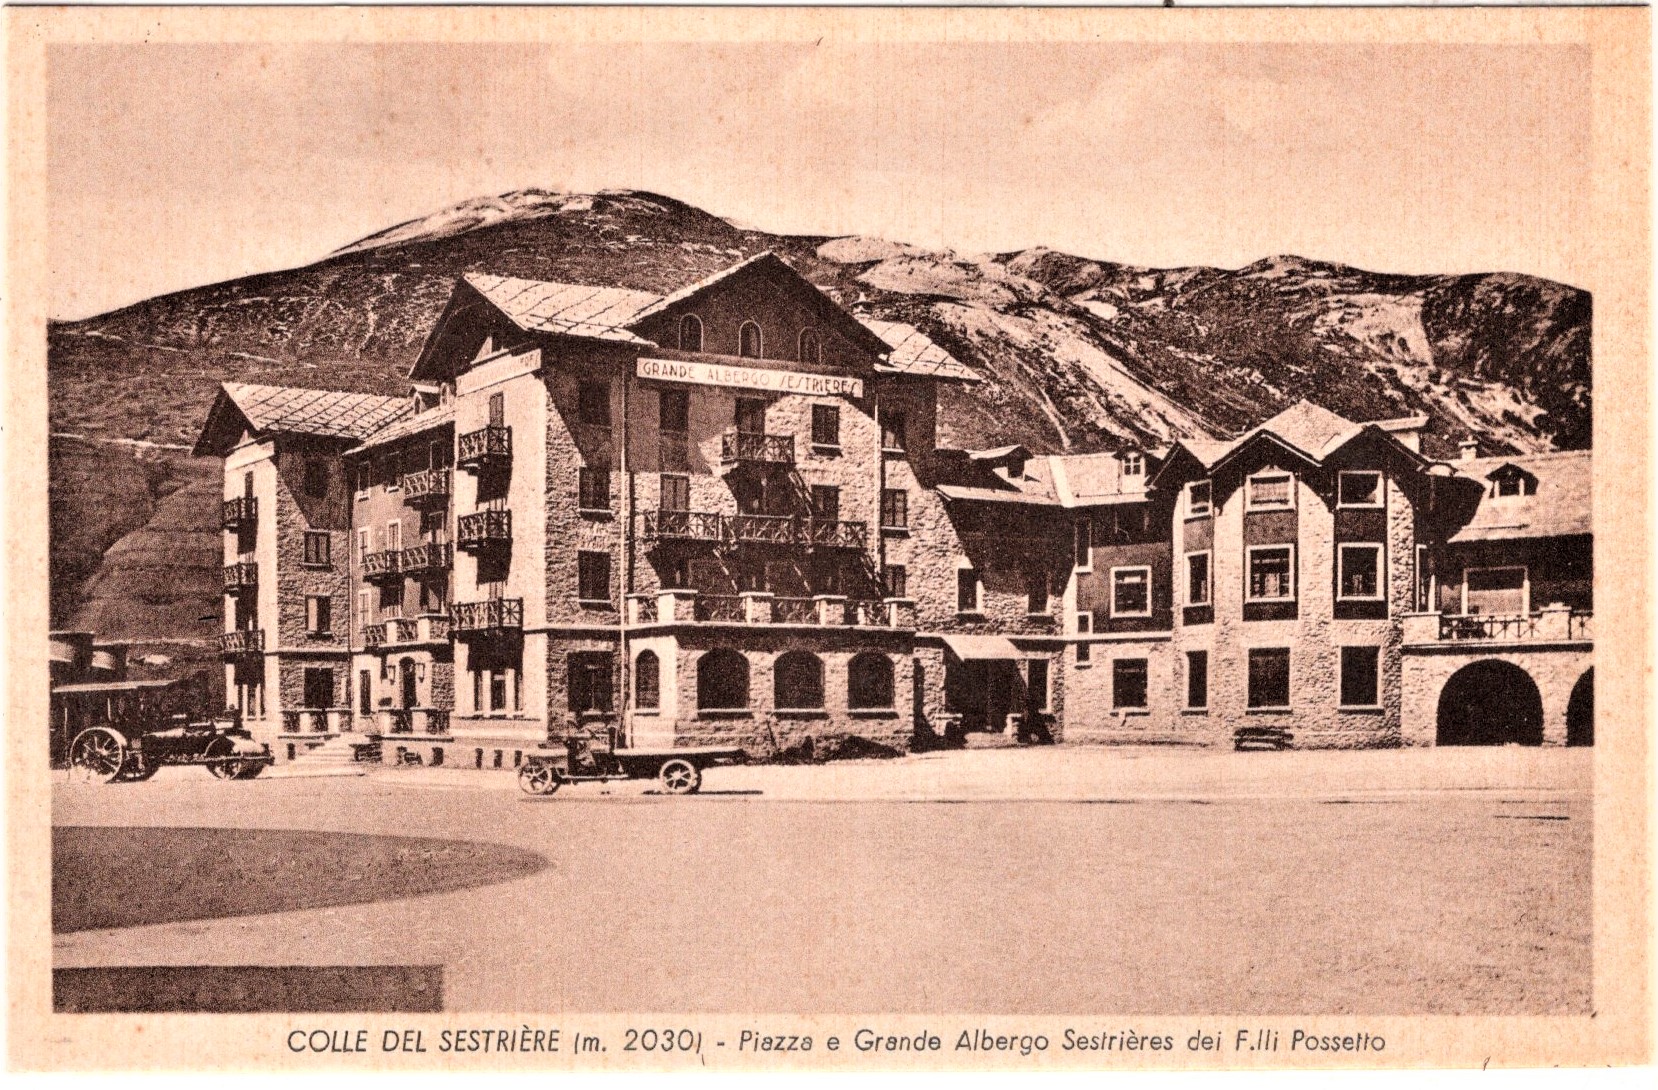 GRANDE ALBERGO SESTRIERES
COLLE DEL SESTRIÈRE (m. 2030) - Piazza e Grande Albergo Sestrières dei F.lli Possetto